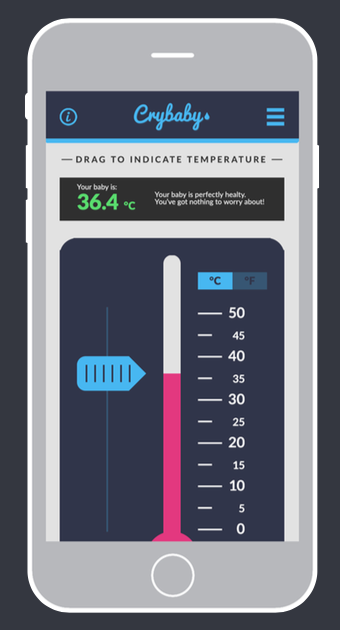 i
Crybaby
— DRAG TO INDICATE TEMPERATURE —
Your baby is:
36.4 °C
Your baby is perfectly healty.
You've got nothing to worry about!
°C °F
50
45
40
35
30
25
20
15
10
5
0